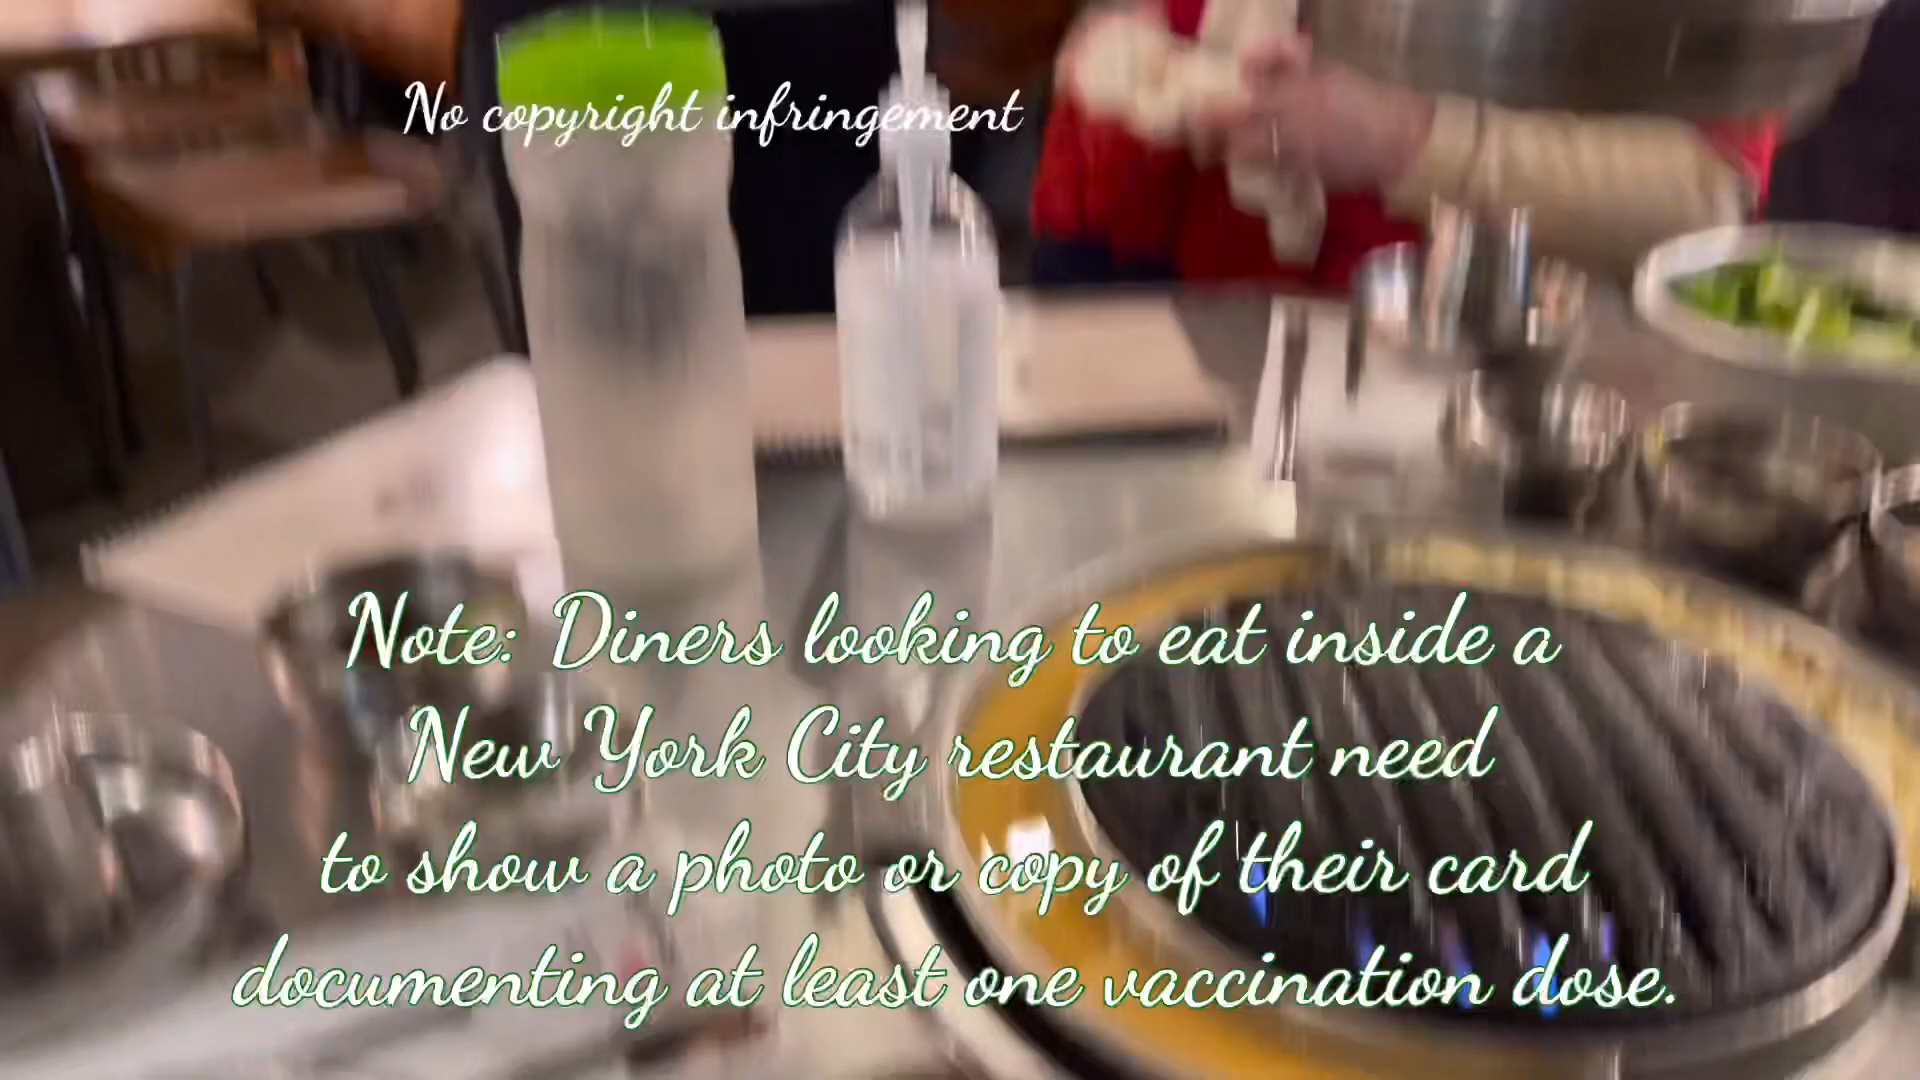 No copyright infringement
Note: Diners looking to eat inside a
New York City restaurant need
to show a photo or copy of their card
documenting at least one vaccination dose.